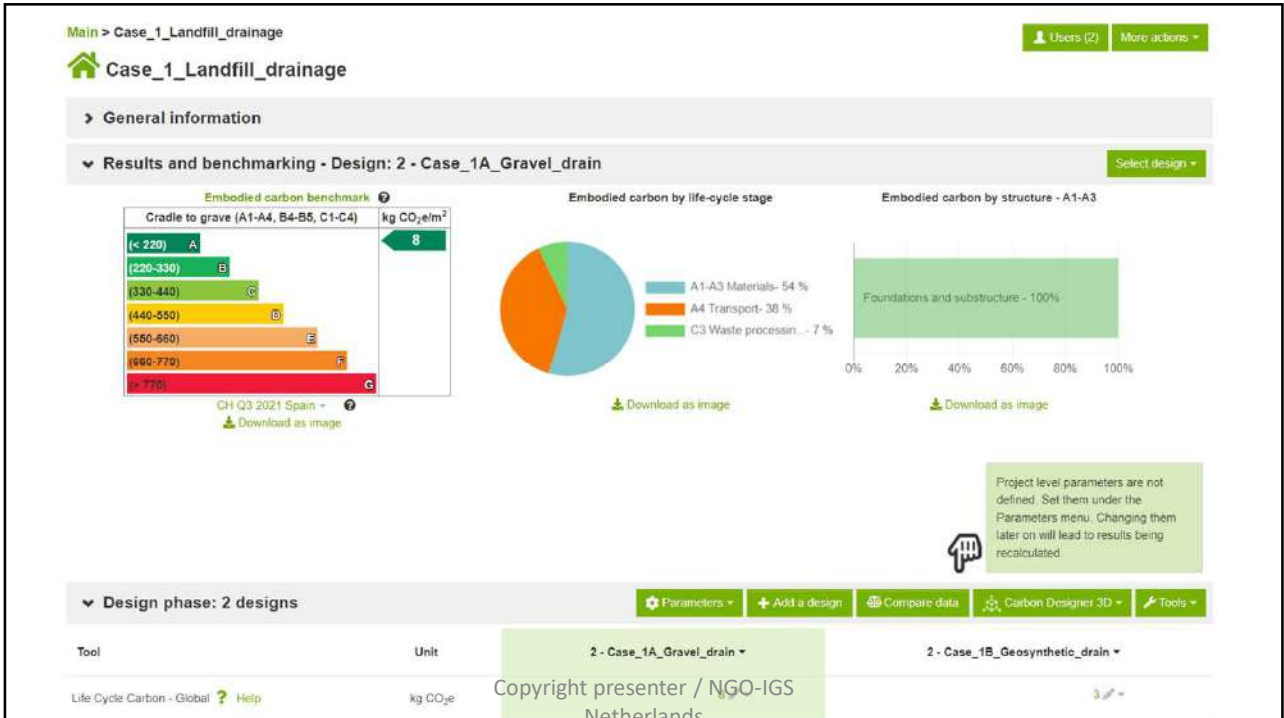 Main > Case_1_Landfill_drainage
Users (2)
More actions
Case_1_Landfill_drainage
General information
Results and benchmarking - Design: 2 - Case_1A_Gravel_drain
Select design
Embodied carbon benchmark
Cradle to grave (A1-A4, B4-B5, C1-C4) kg CO₂e/m²
(< 220) A 8
(220-330) B
(330-440) C
(440-550) D
(550-660) E
(660-770) F
(> 770) G
CH Q3 2021 Spain
Download as image
Embodied carbon by life-cycle stage
A1-A3 Materials- 54 %
A4 Transport- 38 %
C3 Waste processin...- 7 %
Download as image
Embodied carbon by structure - A1-A3
Foundations and substructure - 100%
0% 20% 40% 60% 80% 100%
Download as image
Project level parameters are not
defined. Set them under the
Parameters menu. Changing them
later on will lead to results being
recalculated
Design phase: 2 designs
Parameters
Add a design
Compare data
Carbon Designer 3D
Tools
Tool Unit 2 - Case_1A_Gravel_drain 2 - Case_1B_Geosynthetic_drain
Life Cycle Carbon - Global ? Help kg CO₂e 3
Copyright presenter / NGO-IGS
Netherlands